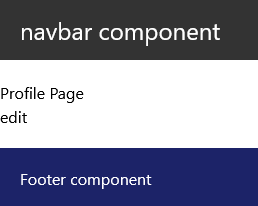 navbar component
Profile Page
edit
Footer component